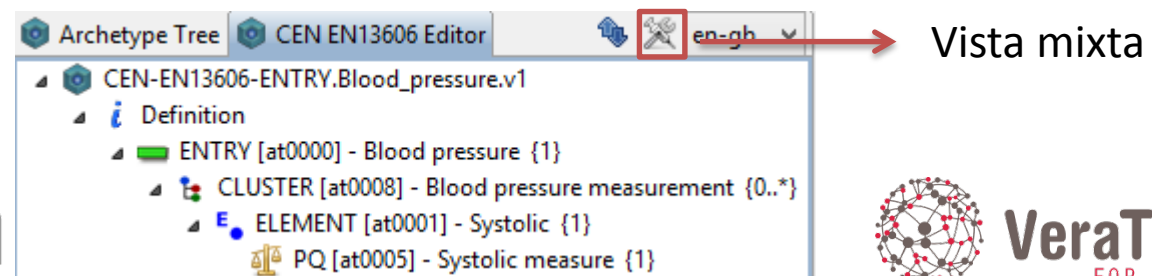 Archetype Tree CEN EN13606 Editor en-gb Vista mixta
CEN-EN13606-ENTRY.Blood_pressure.v1
Definition
ENTRY [at0000] - Blood pressure {1}
CLUSTER [at0008] - Blood pressure measurement {0..*}
ELEMENT [at0001] - Systolic {1}
PQ [at0005] - Systolic measure {1}
VeraT
FOR